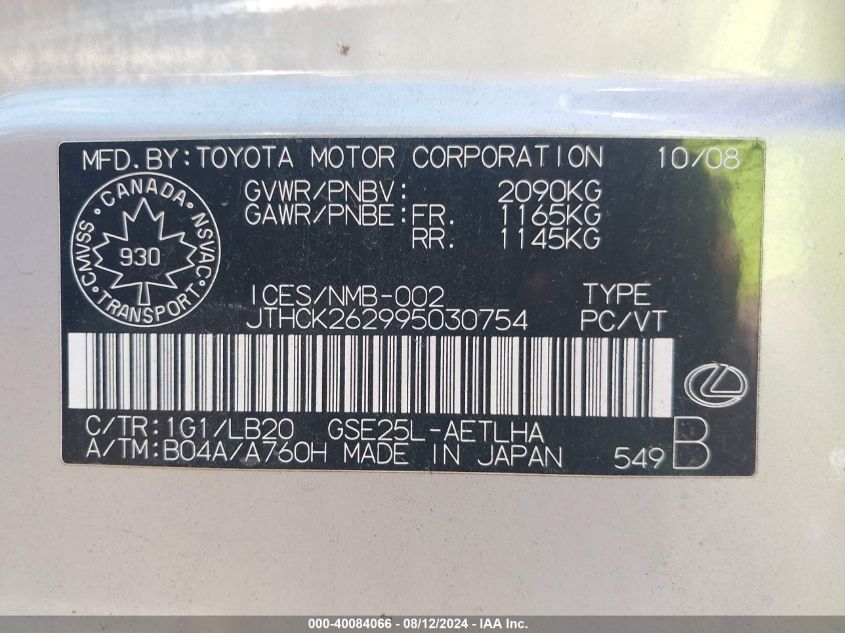 MFD.BY:TOYOTA MOTOR CORPORATION 10/08
GVWR/PNBV: 2090KG
GAWR/PNBE:FR. 1165KG
RR. 1145KG
CANADA
CMVSS NSVAC
930
TRANSPORT
ICES/NMB-002 TYPE
JTHCK262995030754 PC/VT
C/TR:1G1/LB20 GSE25L-AETLHA
A/TM:B04A/A760H MADE IN JAPAN 549 B
000-40084066 - 08/12/2024 - IAA Inc.